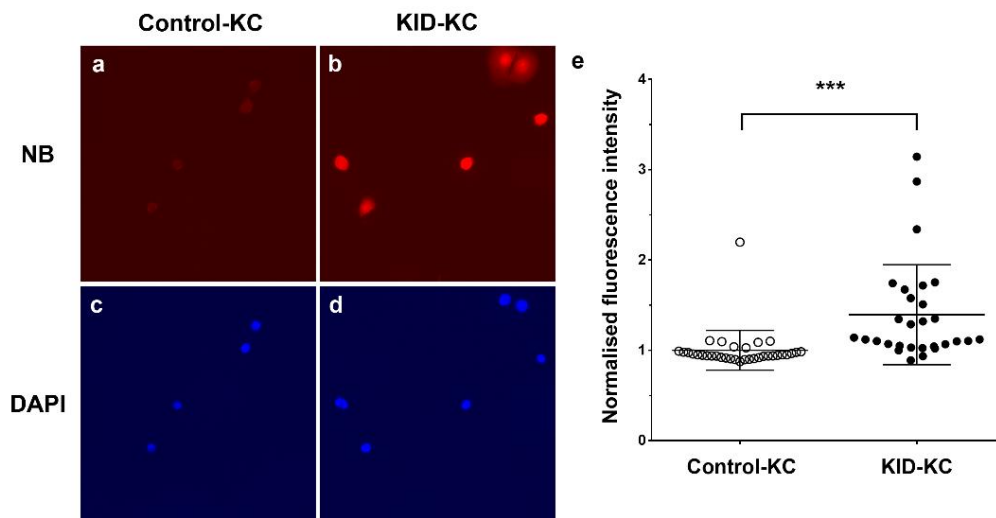 Control-KC
KID-KC
NB
a
b
DAPI
c
d
e
Normalised fluorescence intensity
4
3
2
1
0
***
Control-KC
KID-KC